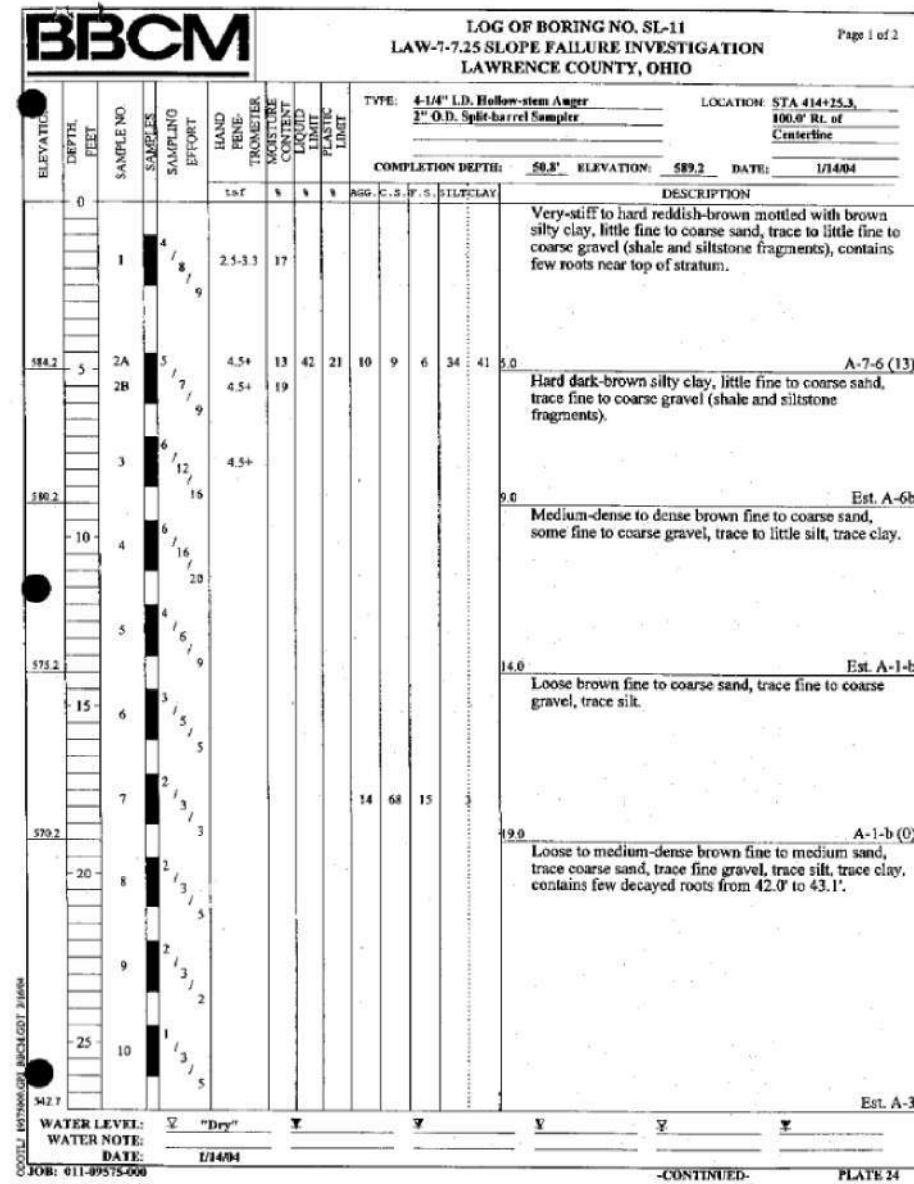 BBCM
LOG OF BORING NO. SL-11
LAW-7-7.25 SLOPE FAILURE INVESTIGATION
LAWRENCE COUNTY, OHIO
Page 1 of 2
ELEVATION,
DEPTH, FEET
SAMPLE NO.
SAMPLES
SAMPLING EFFORT
HAND PENE-TROMETER
MOISTURE CONTENT
LIQUID LIMIT
PLASTIC LIMIT
TYPE: 4-1/4" I.D. Hollow-stem Auger
2" O.D. Split-barrel Sampler
LOCATION: STA 414+25.3,
100.0' Rt. of
Centerline
COMPLETION DEPTH: 50.8' ELEVATION: 589.2 DATE: 1/14/04
tsf % % % AGG. C.S. F.S. SILT CLAY DESCRIPTION
0
Very-stiff to hard reddish-brown mottled with brown
silty clay, little fine to coarse sand, trace to little fine to
coarse gravel (shale and siltstone fragments), contains
few roots near top of stratum.
1 4/8/9 2.5-3.3 17
584.2 5 2A 5/7/9 4.5+ 13 42 21 10 9 6 34 41 5.0 A-7-6 (13)
2B 4.5+ 19
Hard dark-brown silty clay, little fine to coarse sand,
trace fine to coarse gravel (shale and siltstone
fragments).
3 6/12/16 4.5+
580.2 9.0 Est. A-6b
Medium-dense to dense brown fine to coarse sand,
some fine to coarse gravel, trace to little silt, trace clay.
10 4 6/16/20
5 4/6/9
575.2 14.0 Est. A-1-b
Loose brown fine to coarse sand, trace fine to coarse
gravel, trace silt.
15 6 3/5/5
7 2/3/3 14 68 15 3
570.2 19.0 A-1-b (0)
Loose to medium-dense brown fine to medium sand,
trace coarse sand, trace fine gravel, trace silt, trace clay,
contains few decayed roots from 42.0' to 43.1'.
20 8 2/3/5
9 2/3/2
25 10 1/3/5
542.7 Est. A-3
WATER LEVEL: "Dry"
WATER NOTE:
DATE: 1/14/04
JOB: 011-09575-000
-CONTINUED-
PLATE 24